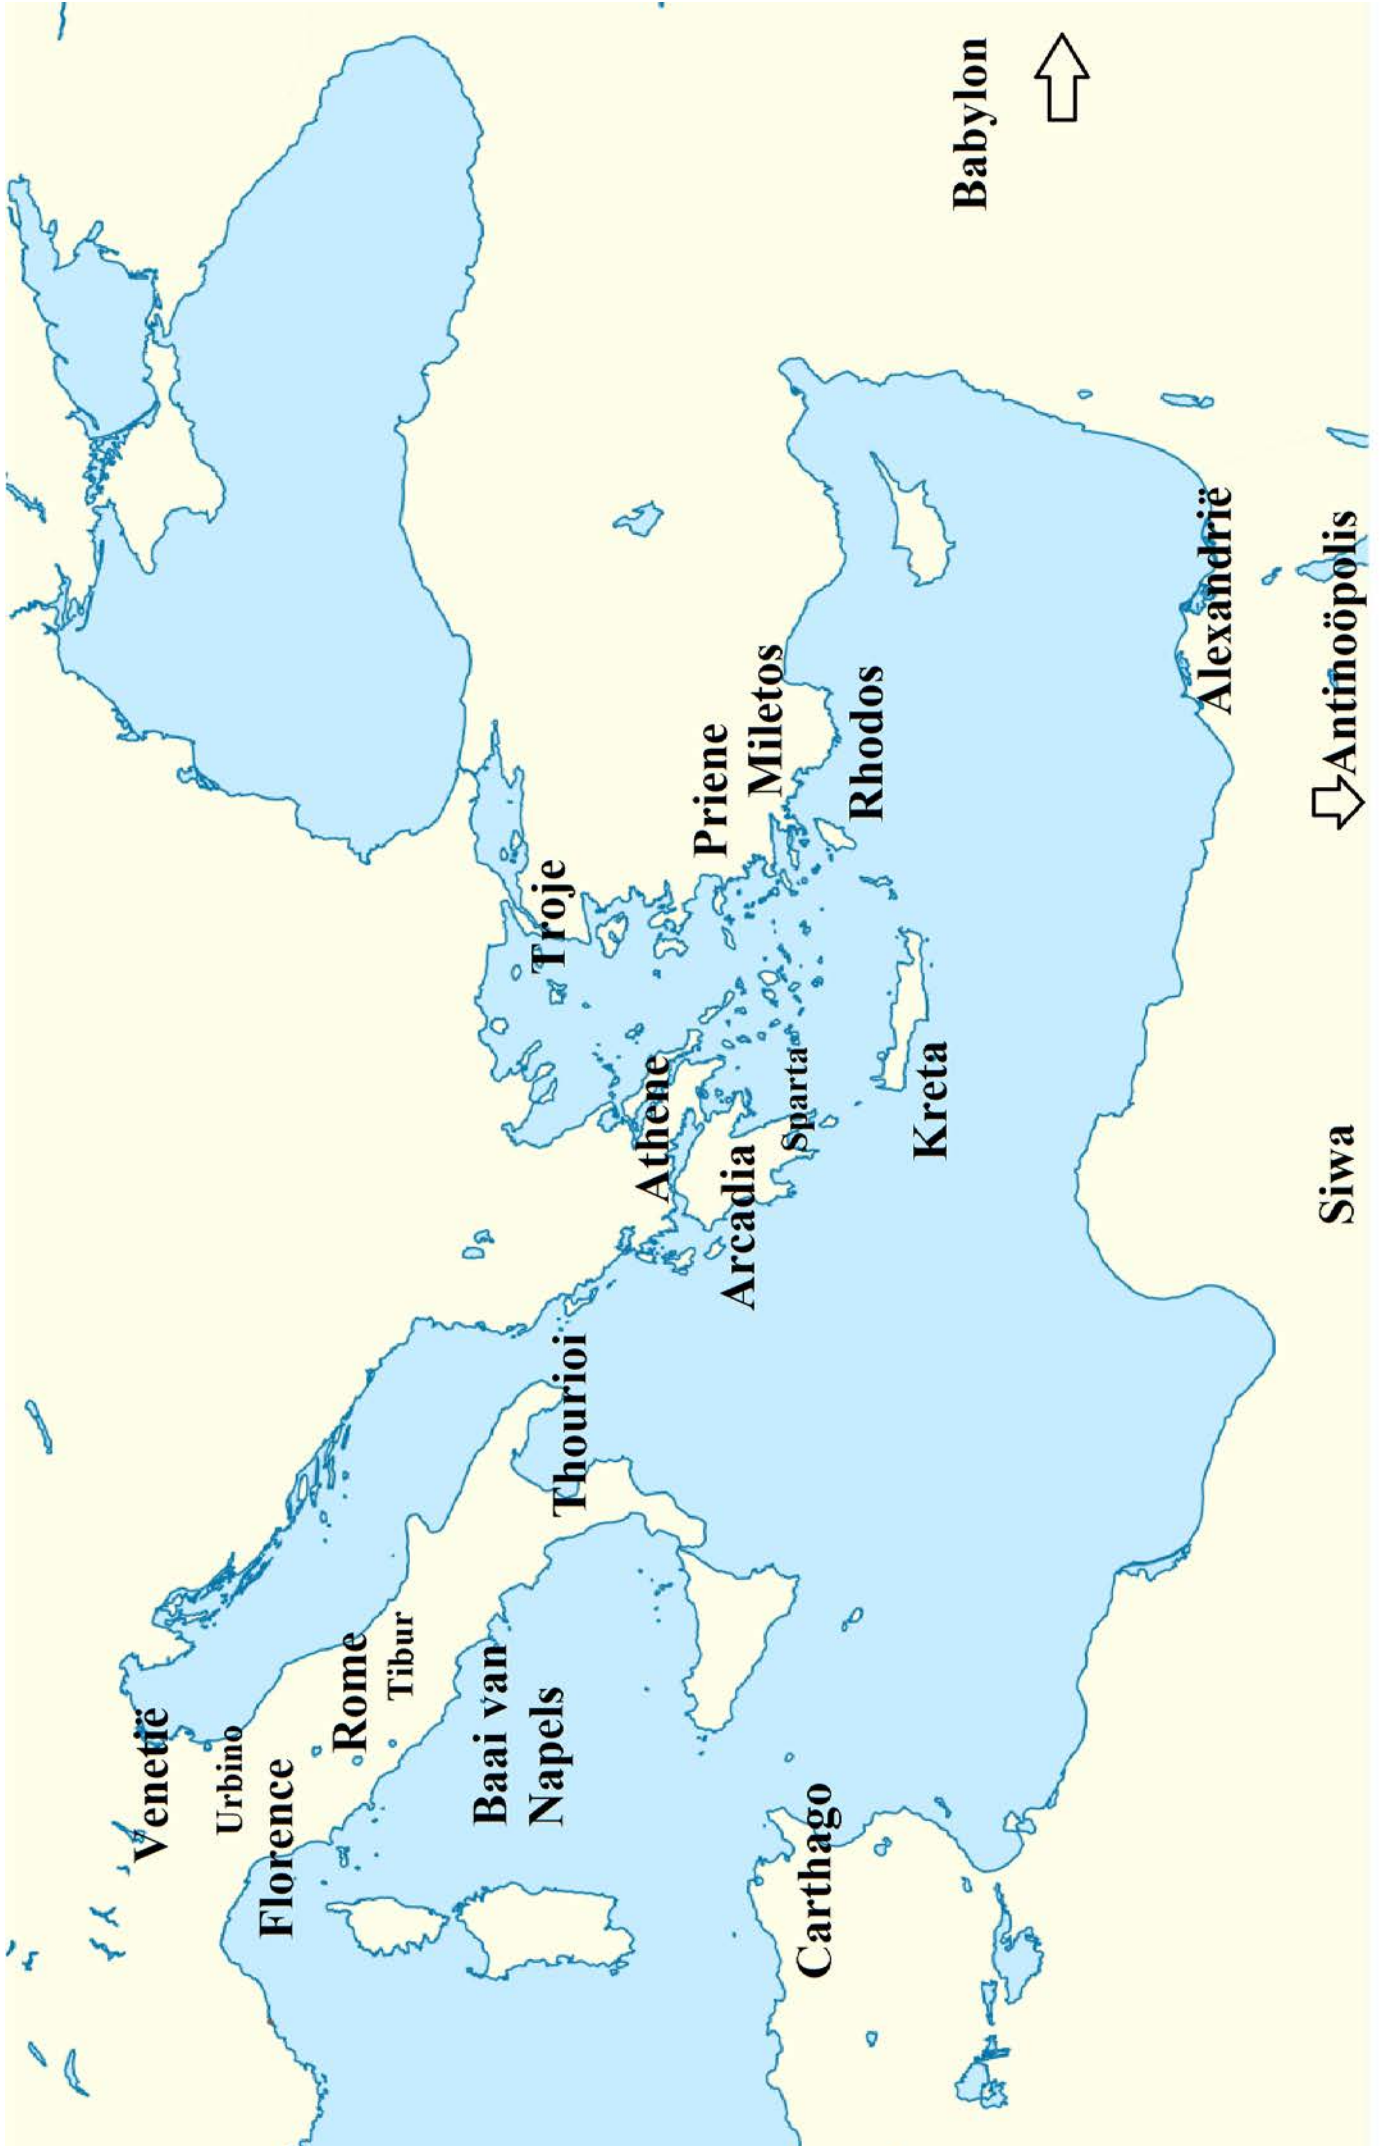 Venetië
Urbino
Florence
Rome
Tibur
Baai van
Napels
Thourioi
Troje
Athene
Priene
Arcadia
Miletos
Sparta
Rhodos
Carthago
Kreta
Babylon
Alexandrië
Siwa
Antinoöpolis